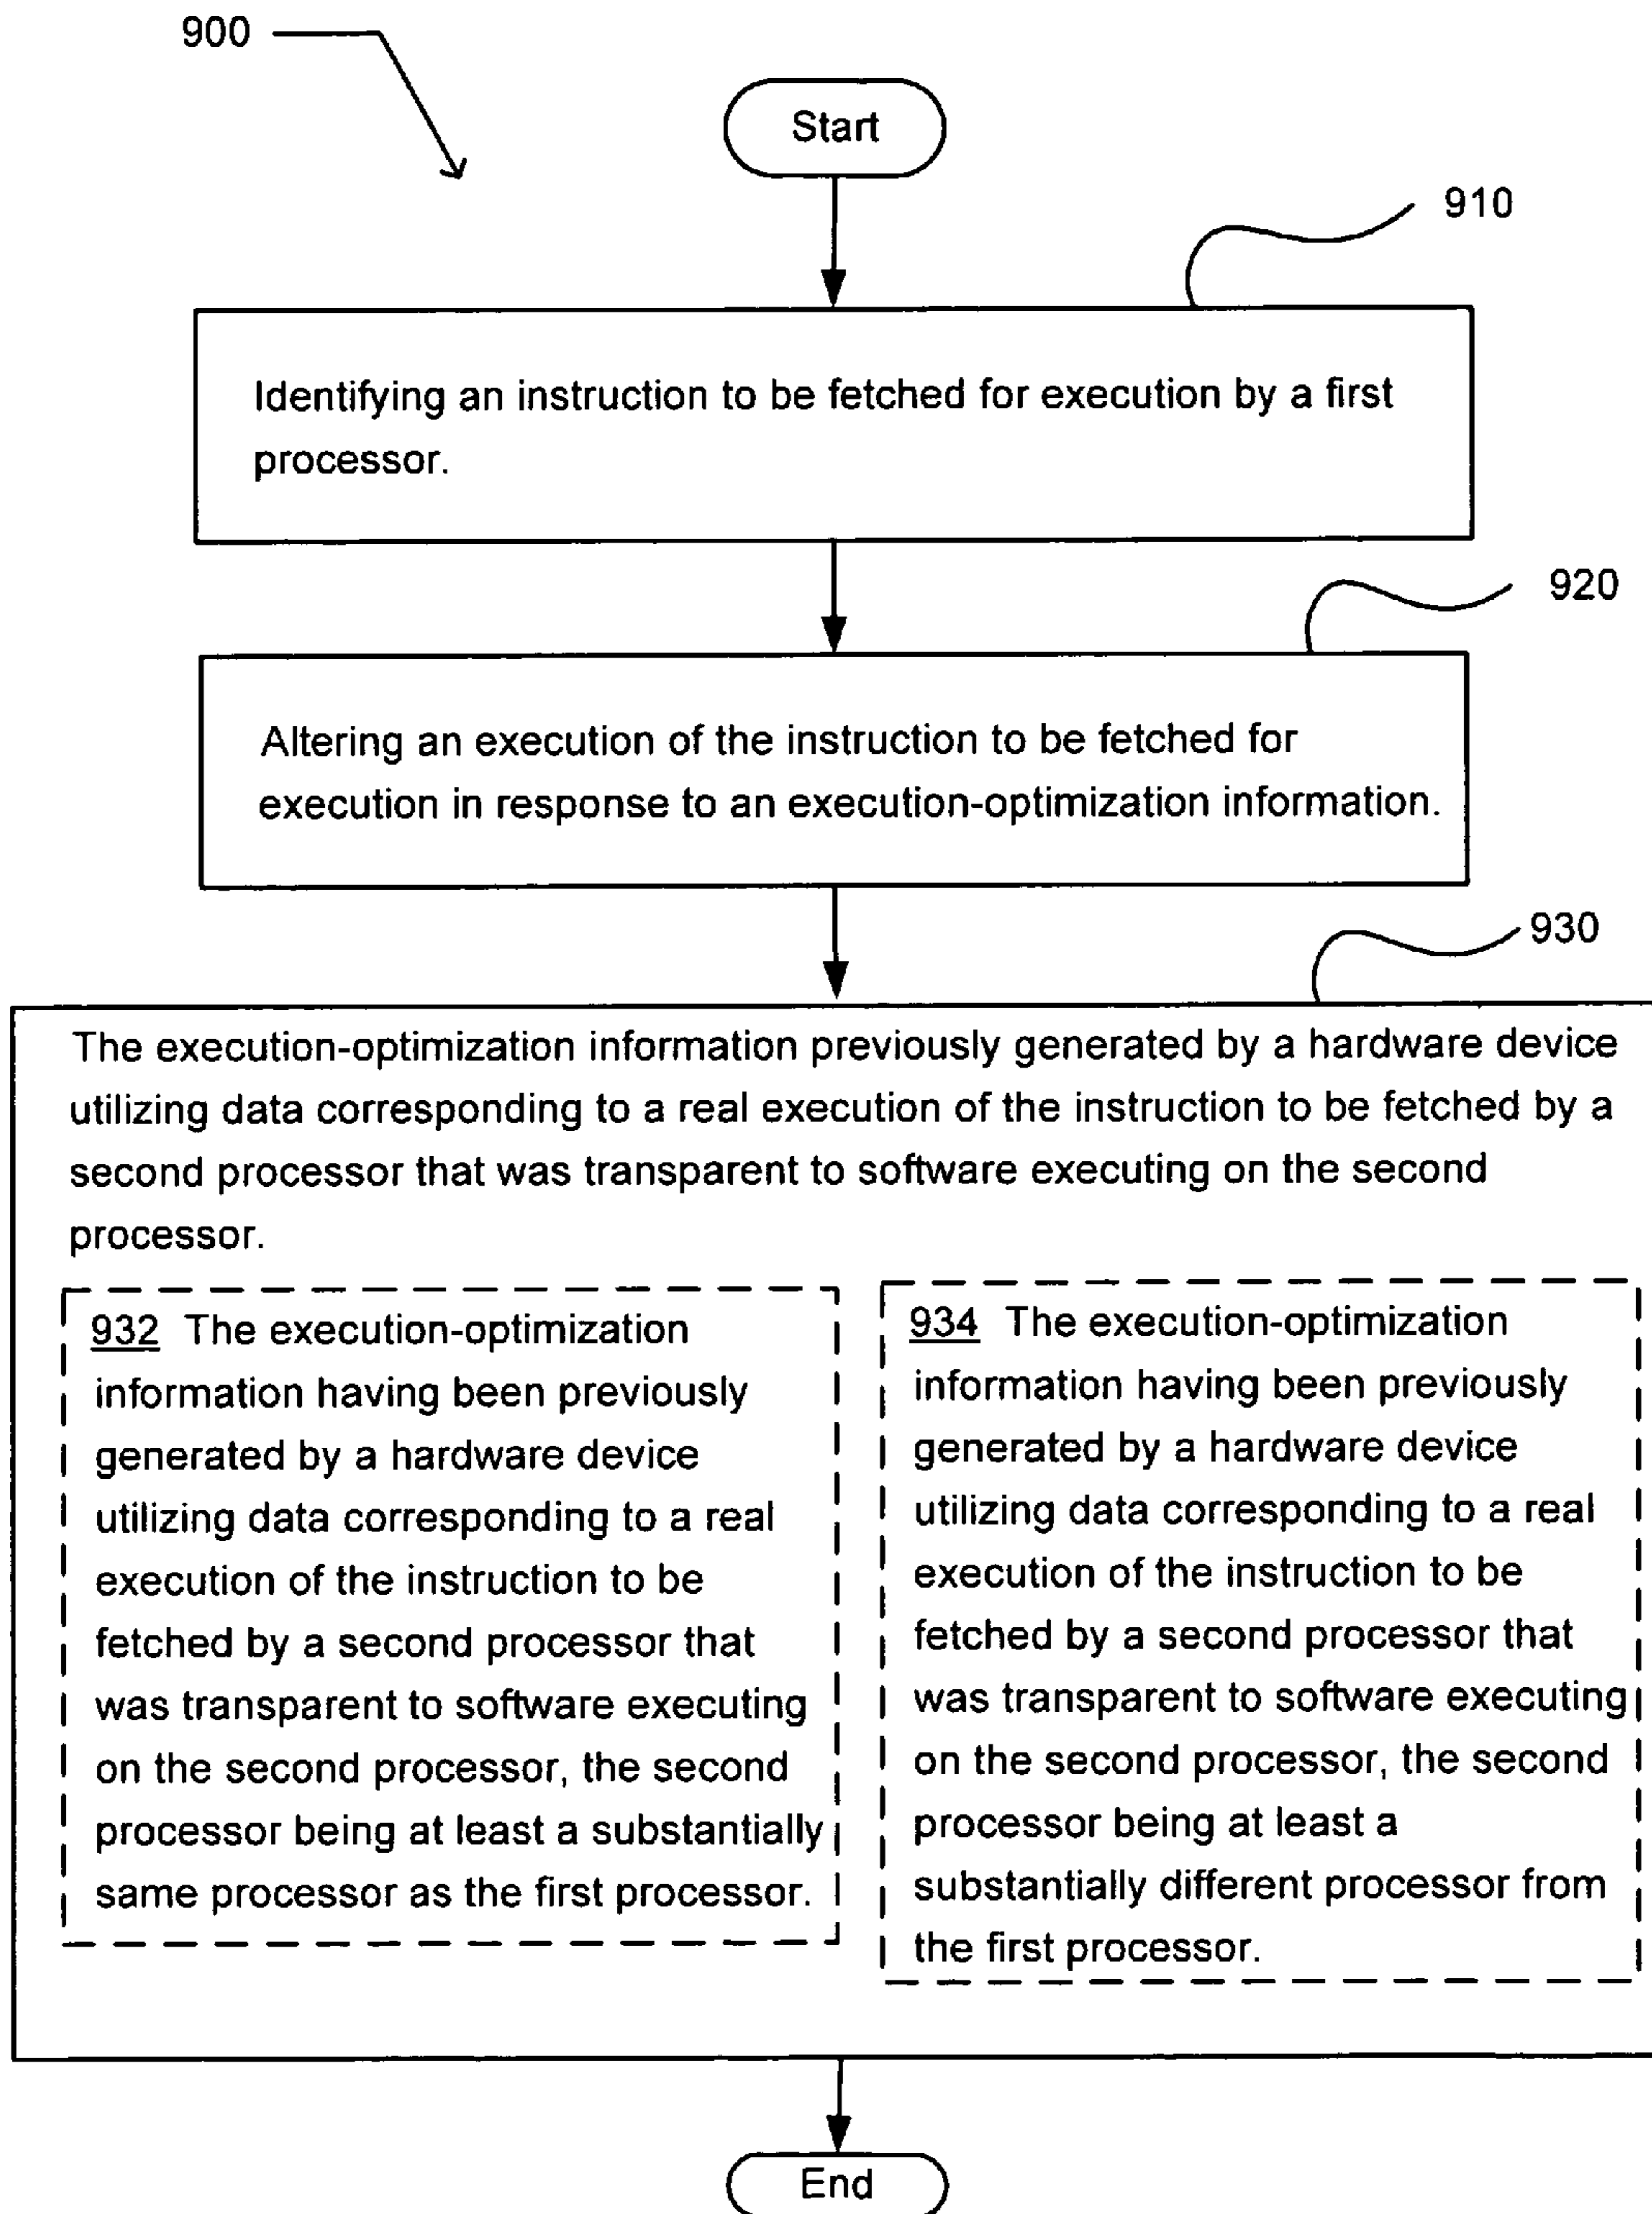 900
Start
910
Identifying an instruction to be fetched for execution by a first
processor.
920
Altering an execution of the instruction to be fetched for
execution in response to an execution-optimization information.
930
The execution-optimization information previously generated by a hardware device
utilizing data corresponding to a real execution of the instruction to be fetched by a
second processor that was transparent to software executing on the second
processor.
932 The execution-optimization
information having been previously
generated by a hardware device
utilizing data corresponding to a real
execution of the instruction to be
fetched by a second processor that
was transparent to software executing
on the second processor, the second
processor being at least a substantially
same processor as the first processor.
934 The execution-optimization
information having been previously
generated by a hardware device
utilizing data corresponding to a real
execution of the instruction to be
fetched by a second processor that
was transparent to software executing
on the second processor, the second
processor being at least a
substantially different processor from
the first processor.
End